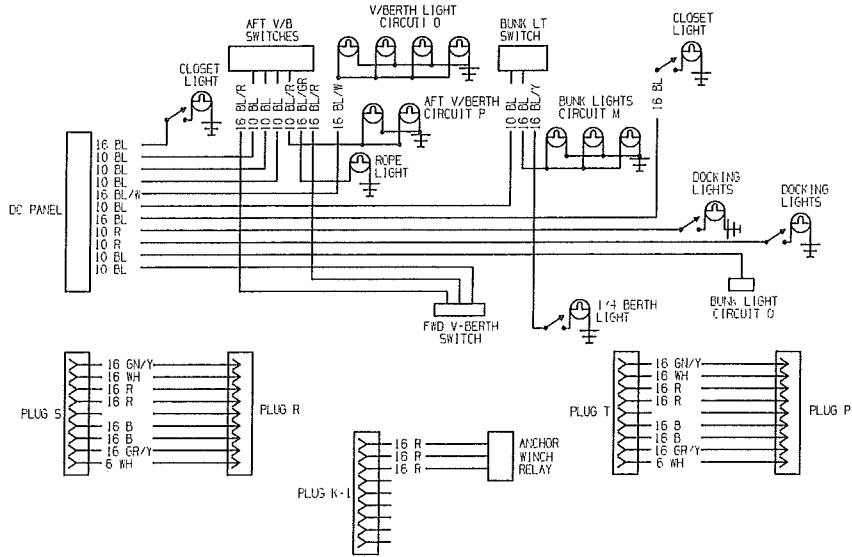 AFT V/B
SWITCHES
V/BERTH LIGHT
CIRCUIT O
BUNK LT
SWITCH
CLOSET
LIGHT
CLOSET
LIGHT
16 BL/R
10 BL
10 BL
10 BL
10 BL/R
16 BL/GR
16 BL/R
16 BL/W
AFT V/BERTH
CIRCUIT P
10 BL
16 BL
16 BL/Y
BUNK LIGHTS
CIRCUIT M
16 BL
ROPE
LIGHT
DC PANEL
16 BL
10 BL
10 BL
10 BL
16 BL/W
10 BL
16 BL
10 R
10 R
10 BL
10 BL
DOCKING
LIGHTS
DOCKING
LIGHTS
FWD V-BERTH
SWITCH
1/4 BERTH
LIGHT
BUNK LIGHT
CIRCUIT O
PLUG S
16 GN/Y
16 WH
16 R
16 R
16 B
16 B
16 GR/Y
6 WH
PLUG R
PLUG K-1
16 R
16 R
16 R
ANCHOR
WINCH
RELAY
PLUG T
16 GN/Y
16 WH
16 R
16 R
16 B
16 B
16 GR/Y
6 WH
PLUG P